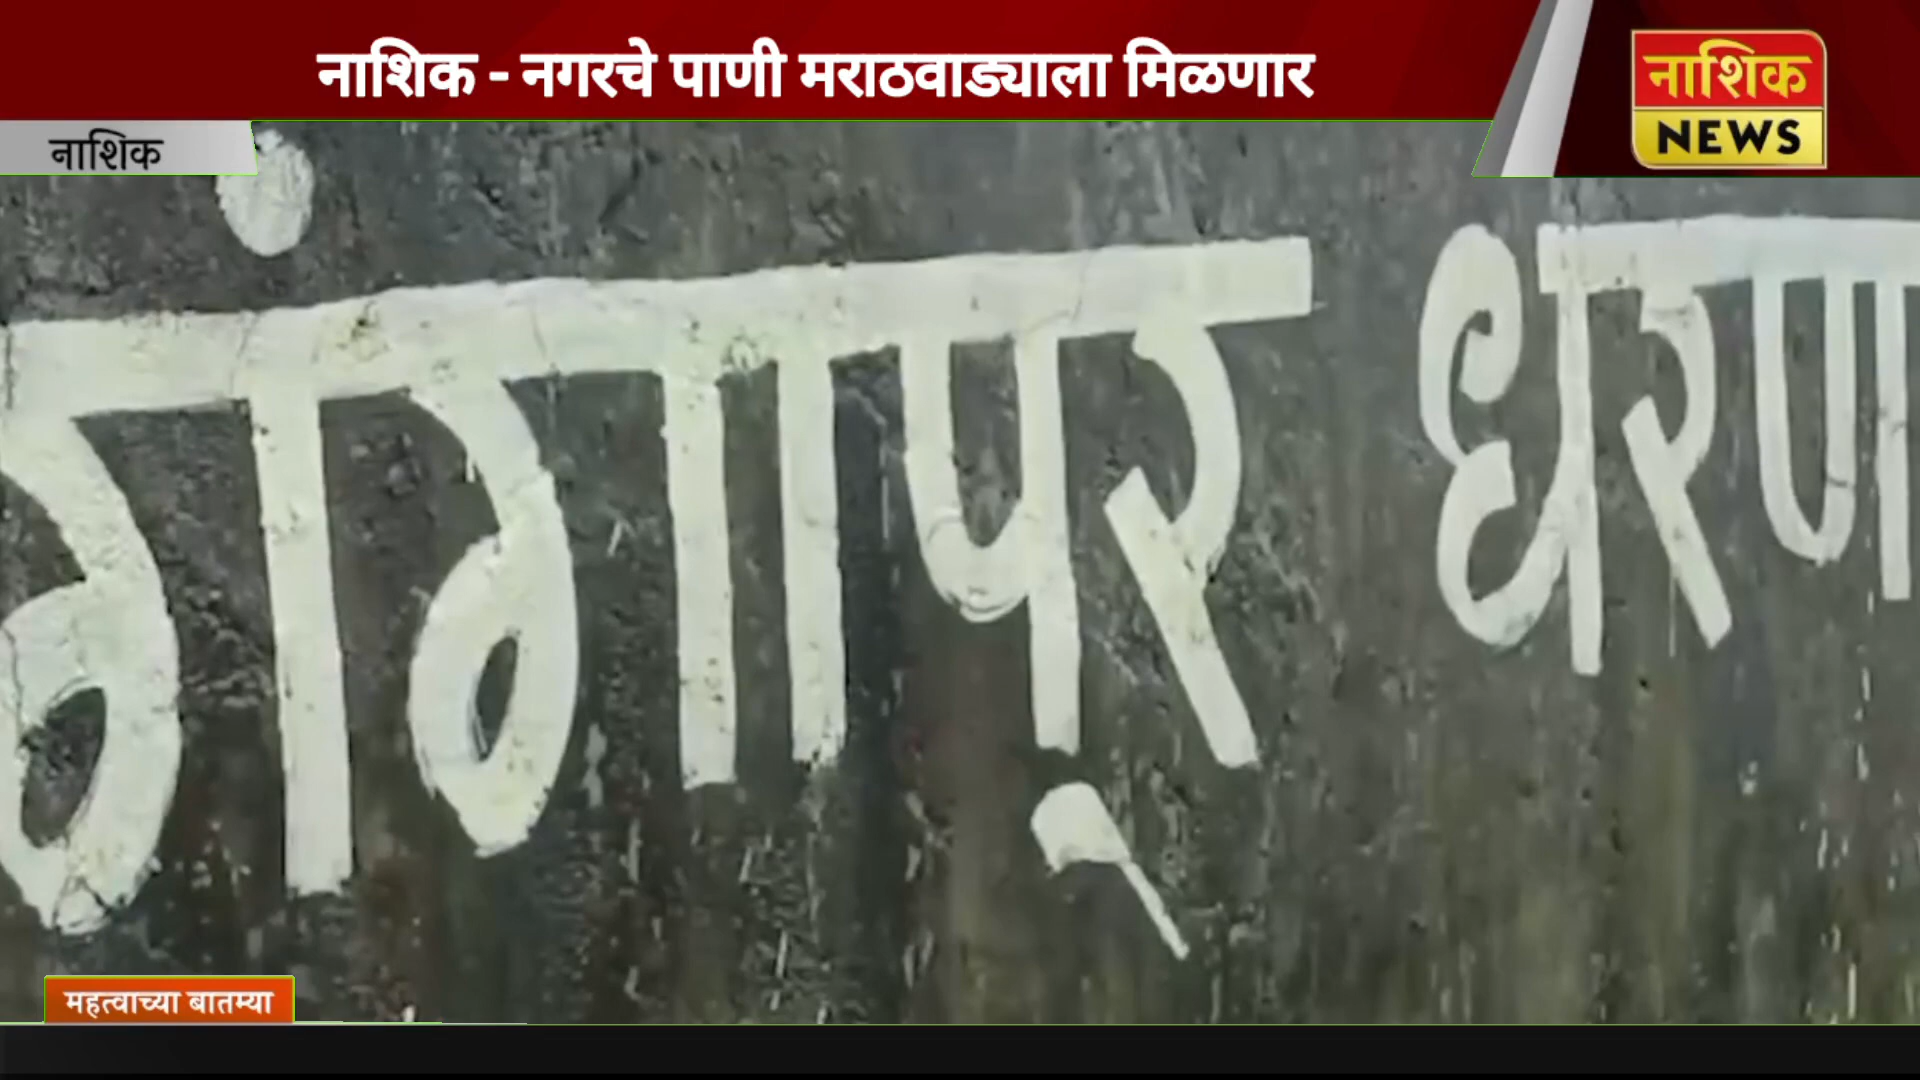 नाशिक - नगरचे पाणी मराठवाड्याला मिळणार
नाशिक
NEWS
नाशिक
गंगापुर धरण
महत्वाच्या बातम्या